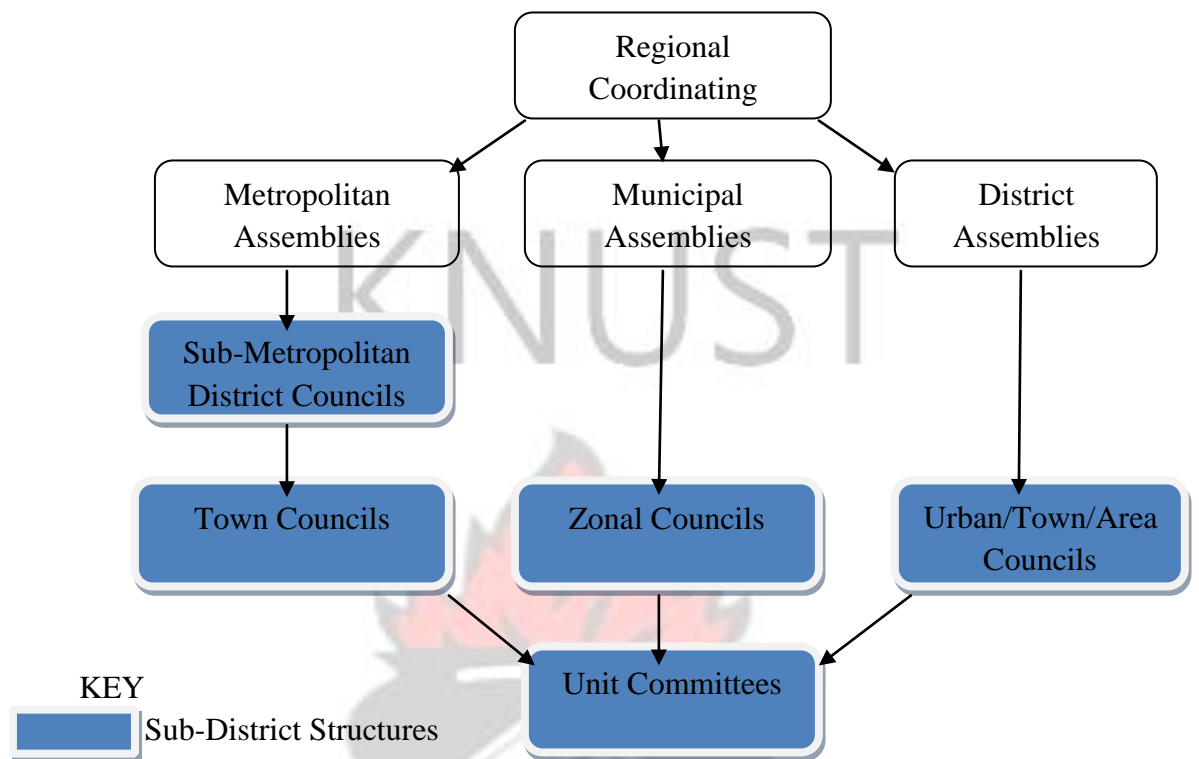 Regional
Coordinating
Metropolitan
Assemblies
Municipal
Assemblies
District
Assemblies
KNUST
Sub-Metropolitan
District Councils
Town Councils
Zonal Councils
Urban/Town/Area
Councils
Unit Committees
KEY
Sub-District Structures